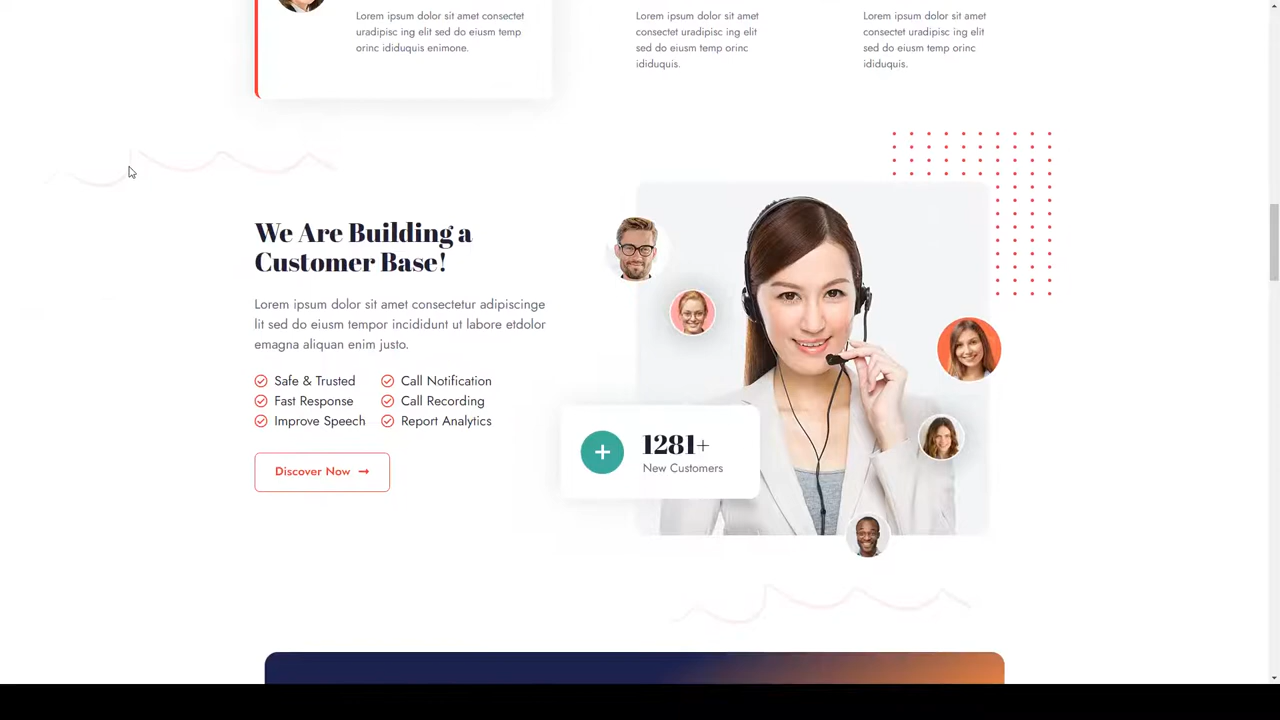 Lorem ipsum dolor sit amet consectet
uradipisc ing elit sed do eiusm temp
orinc ididuquis enimone.
Lorem ipsum dolor sit amet
consectet uradipisc ing elit
sed do eiusm temp orinc
ididuquis.
Lorem ipsum dolor sit amet
consectet uradipisc ing elit
sed do eiusm temp orinc
ididuquis.
We Are Building a
Customer Base!
Lorem ipsum dolor sit amet consectetur adipiscinge
lit sed do eiusm tempor incididunt ut labore etdolor
emagna aliquan enim justo.
Safe & Trusted
Call Notification
Fast Response
Call Recording
Improve Speech
Report Analytics
Discover Now
1281+
New Customers